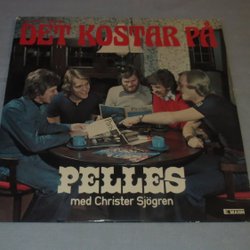 DET KOSTAR PÅ
PELLES
med Christer Sjögren